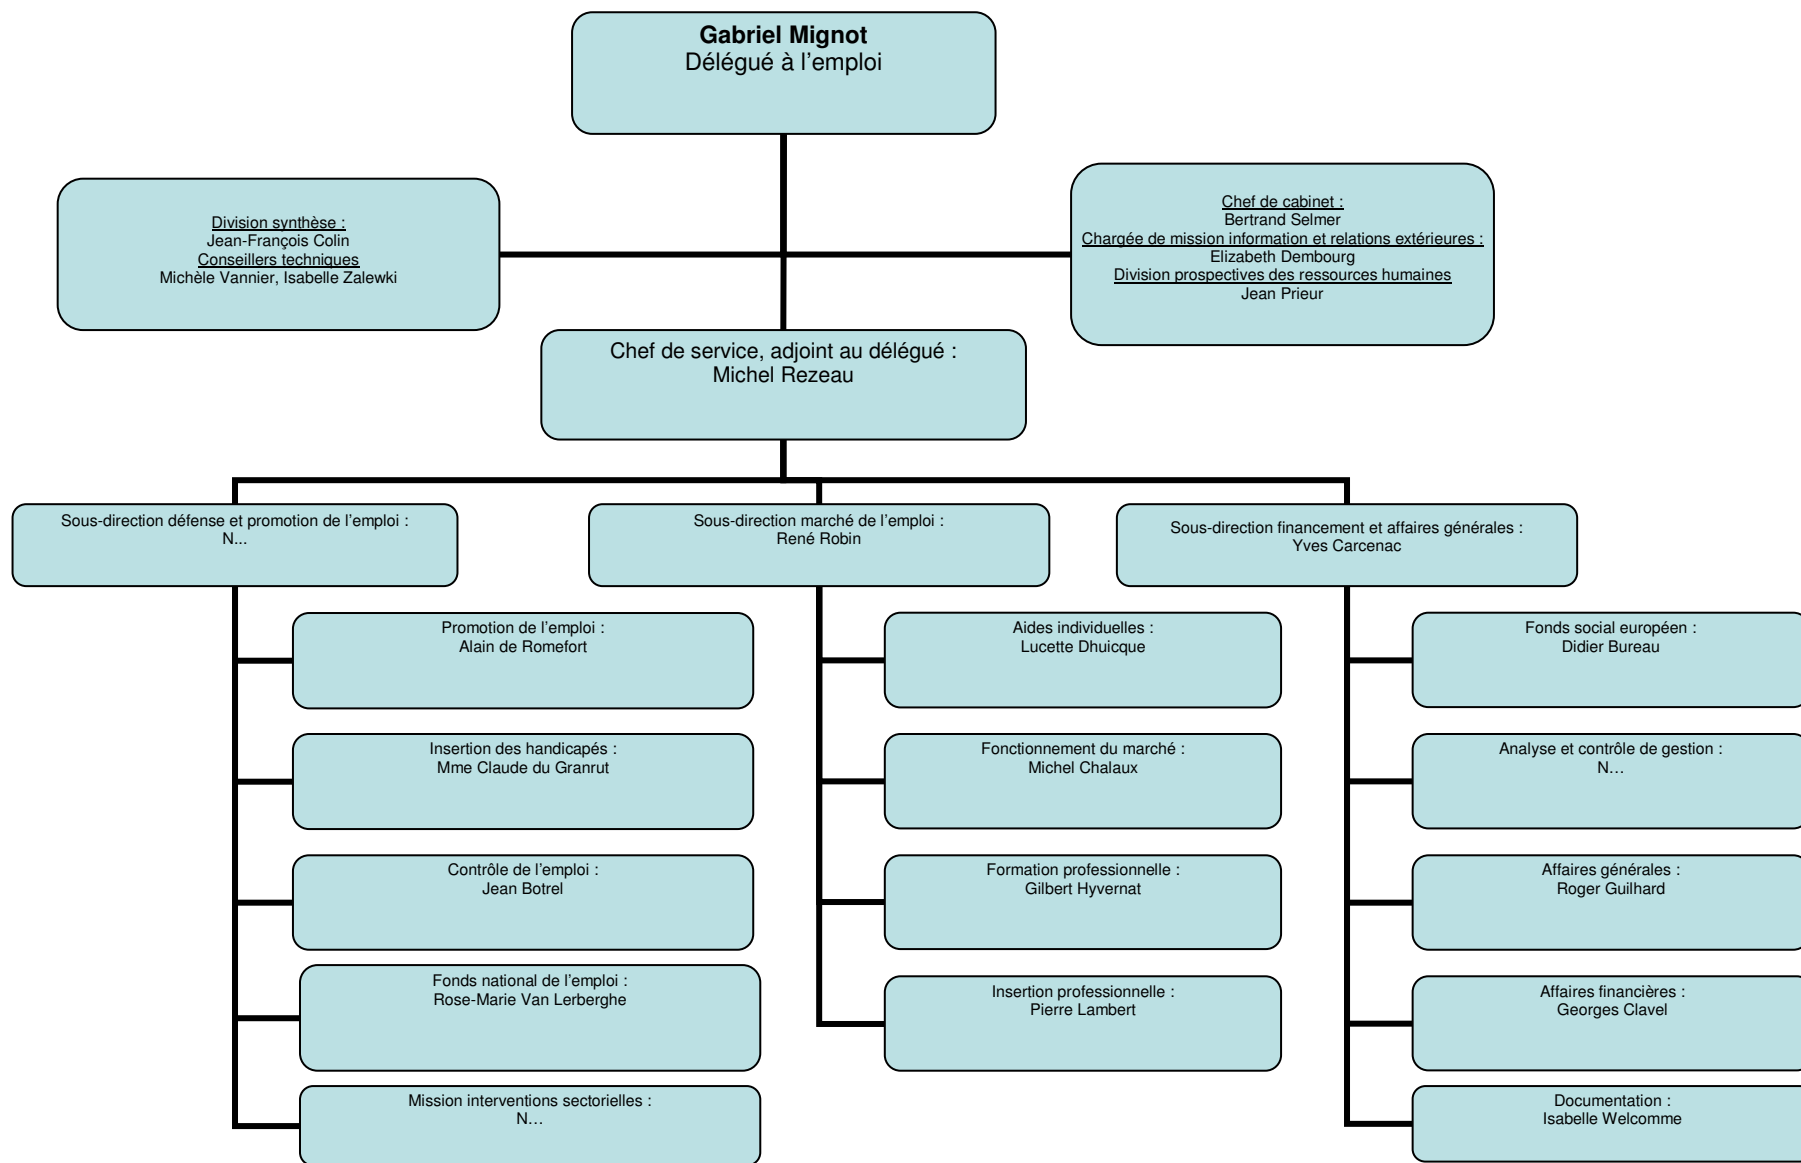 Gabriel Mignot
Délégué à l’emploi
Division synthèse :
Jean-François Colin
Conseillers techniques
Michèle Vannier, Isabelle Zalewki
Chef de cabinet :
Bertrand Selmer
Chargée de mission information et relations extérieures :
Elizabeth Dembourg
Division prospectives des ressources humaines
Jean Prieur
Chef de service, adjoint au délégué :
Michel Rezeau
Sous-direction défense et promotion de l’emploi :
N...
Sous-direction marché de l’emploi :
René Robin
Sous-direction financement et affaires générales :
Yves Carcenac
Promotion de l’emploi :
Alain de Romefort
Insertion des handicapés :
Mme Claude du Granrut
Contrôle de l’emploi :
Jean Botrel
Fonds national de l’emploi :
Rose-Marie Van Lerberghe
Mission interventions sectorielles :
N…
Aides individuelles :
Lucette Dhuicque
Fonctionnement du marché :
Michel Chalaux
Formation professionnelle :
Gilbert Hyvernat
Insertion professionnelle :
Pierre Lambert
Fonds social européen :
Didier Bureau
Analyse et contrôle de gestion :
N…
Affaires générales :
Roger Guilhard
Affaires financières :
Georges Clavel
Documentation :
Isabelle Welcomme